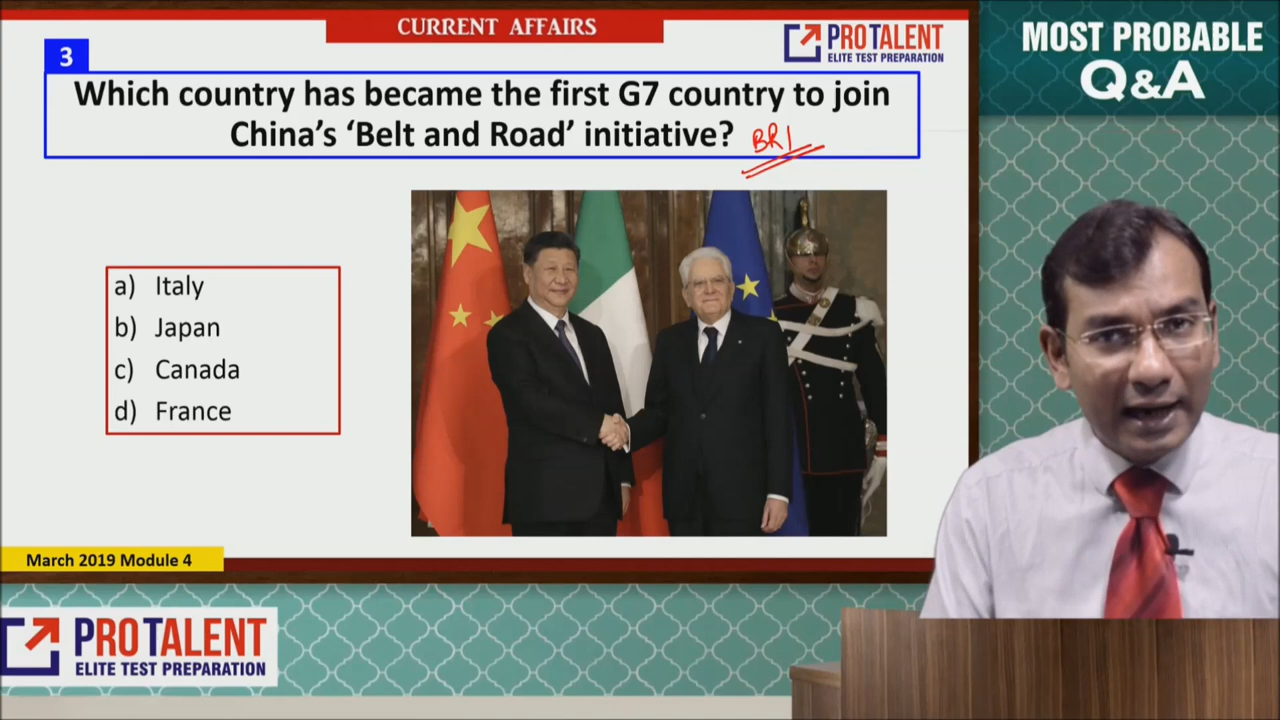 CURRENT AFFAIRS
PROTALENT
ELITE TEST PREPARATION
MOST PROBABLE
Q&A
3
Which country has became the first G7 country to join
China's 'Belt and Road' initiative?
BRI
a) Italy
b) Japan
c) Canada
d) France
March 2019 Module 4
PROTALENT
ELITE TEST PREPARATION